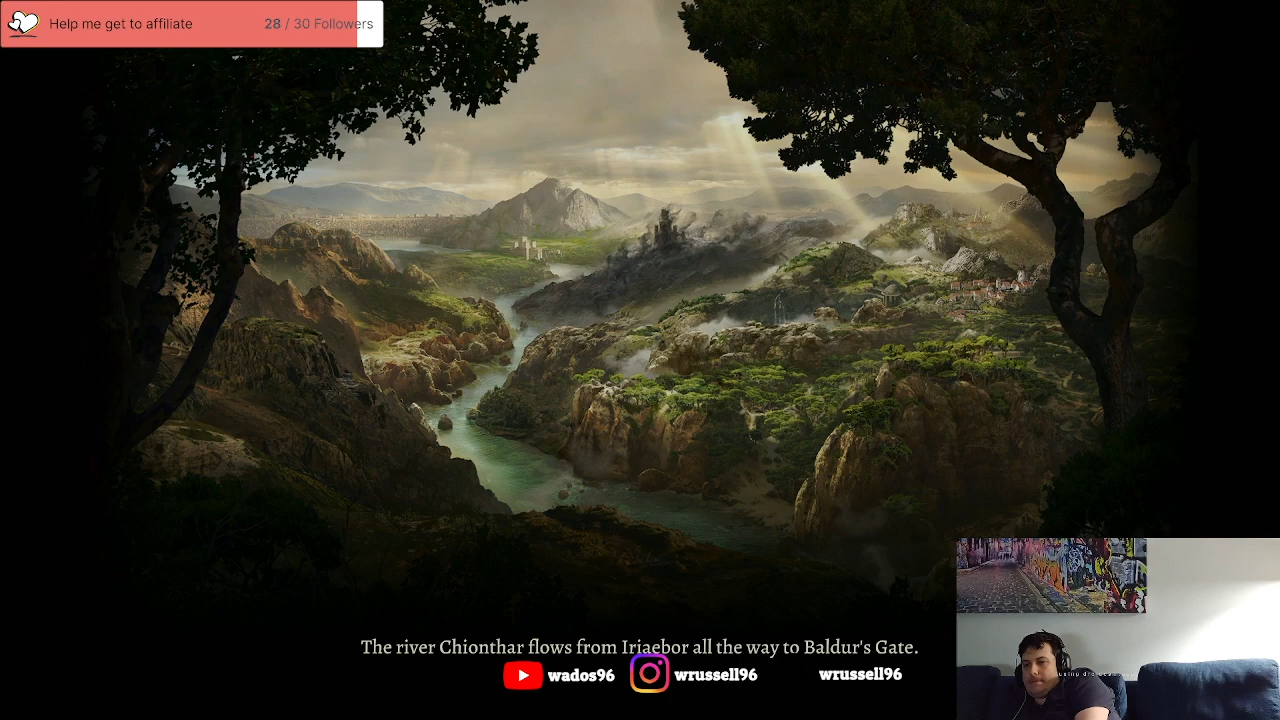 Help me get to affiliate 28 / 30 Followers
The river Chionthar flows from Iriaebor all the way to Baldur's Gate.
wados96 wrussell96 wrussell96